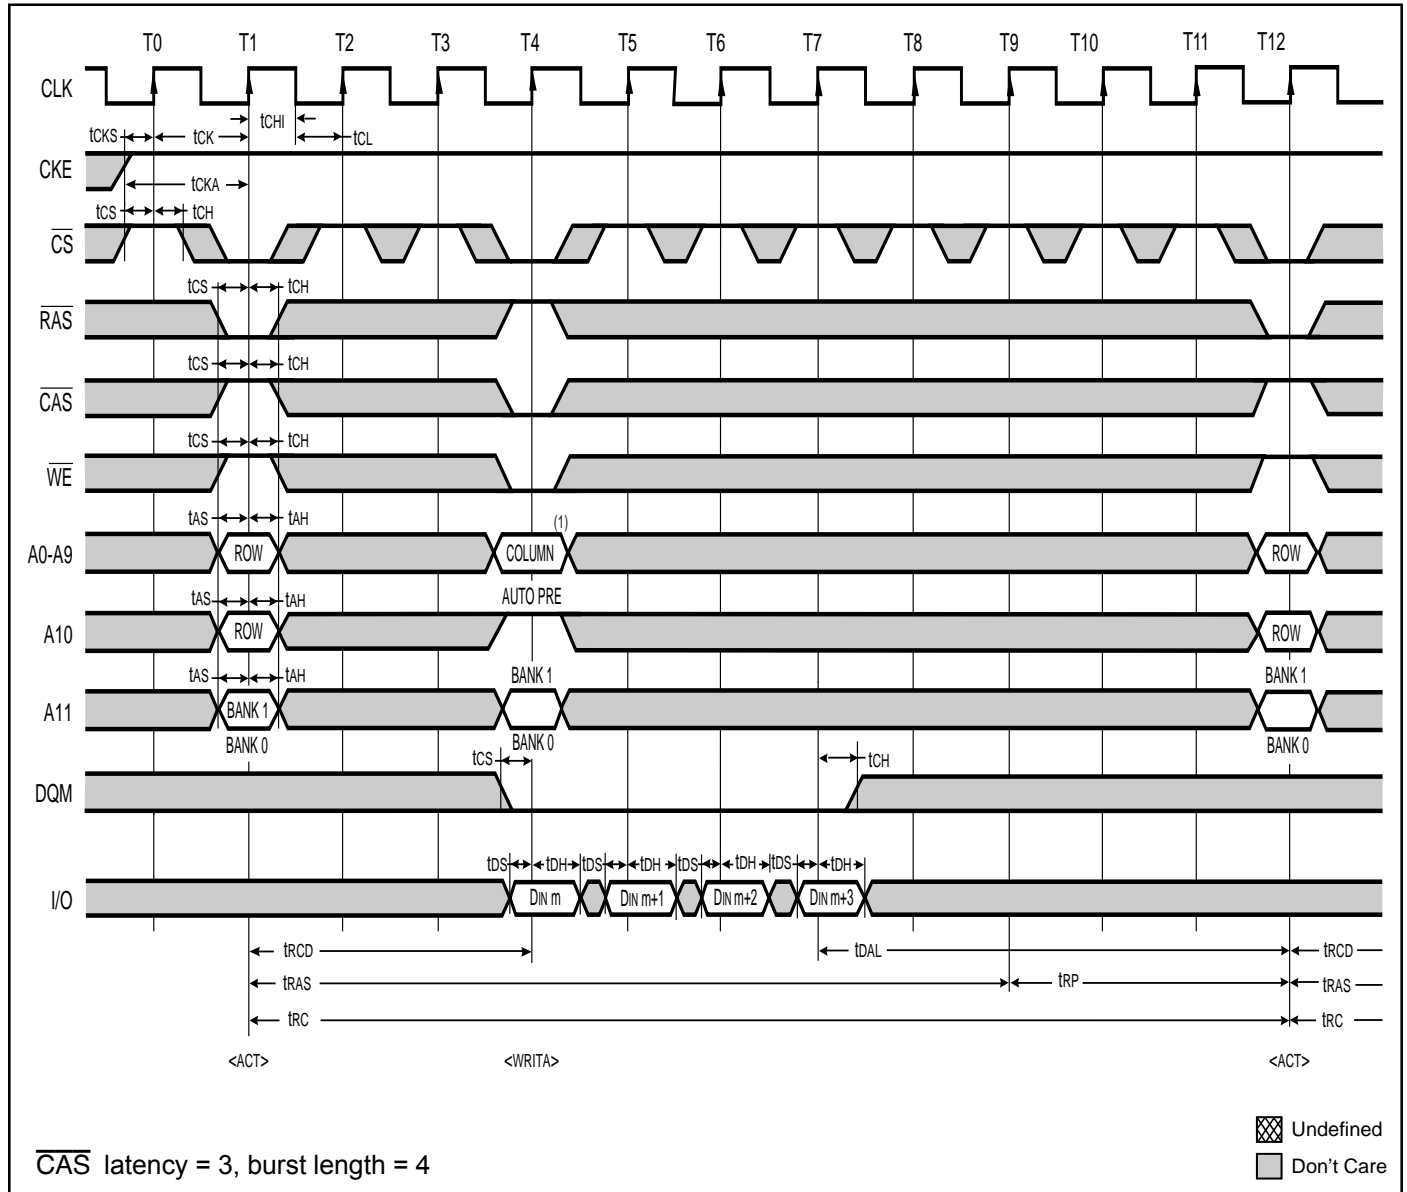 T0 T1 T2 T3 T4 T5 T6 T7 T8 T9 T10 T11 T12
CLK
tCHI
tCKS tCK tCL
CKE
tCKA
tCS tCH
CS
tCS tCH
RAS
tCS tCH
CAS
tCS tCH
WE
tAS tAH (1)
A0-A9 ROW COLUMN ROW
tAS tAH AUTO PRE
A10 ROW ROW
tAS tAH BANK 1 BANK 1
A11 BANK 1
BANK 0 BANK 0 BANK 0
tCS tCH
DQM
tDS tDH tDS tDH tDS tDH tDS tDH
I/O DIN m DIN m+1 DIN m+2 DIN m+3
tRCD tDAL tRCD
tRAS tRP tRAS
tRC tRC
<ACT> <WRITA> <ACT>
Undefined
CAS latency = 3, burst length = 4 Don't Care